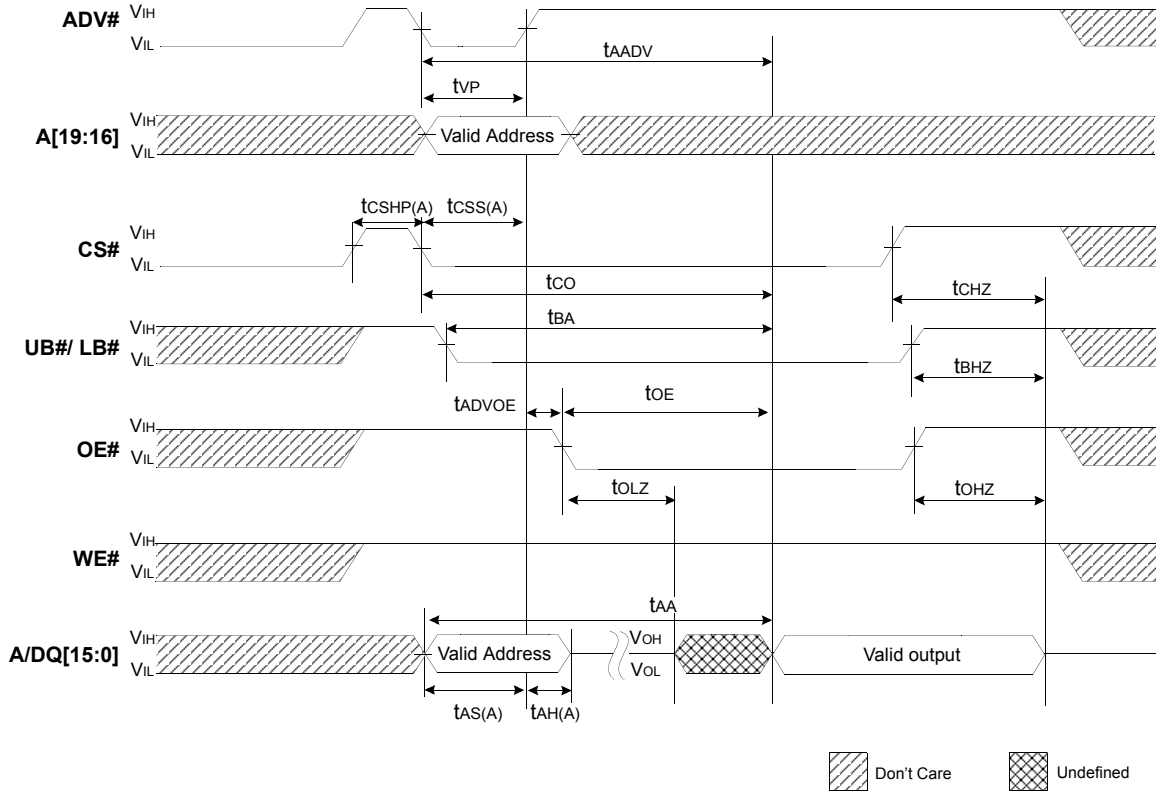 ADV# VIH
VIL
tAADV
tVP
A[19:16] VIH
VIL
Valid Address
tCSHP(A) tCSS(A)
CS# VIH
VIL
tCO
tCHZ
UB#/ LB# VIH
VIL
tBA
tBHZ
tADVOE tOE
OE# VIH
VIL
tOLZ tOHZ
WE# VIH
VIL
tAA
A/DQ[15:0] VIH
VIL
Valid Address
VOH
VOL
Valid output
tAS(A) tAH(A)
Don't Care Undefined